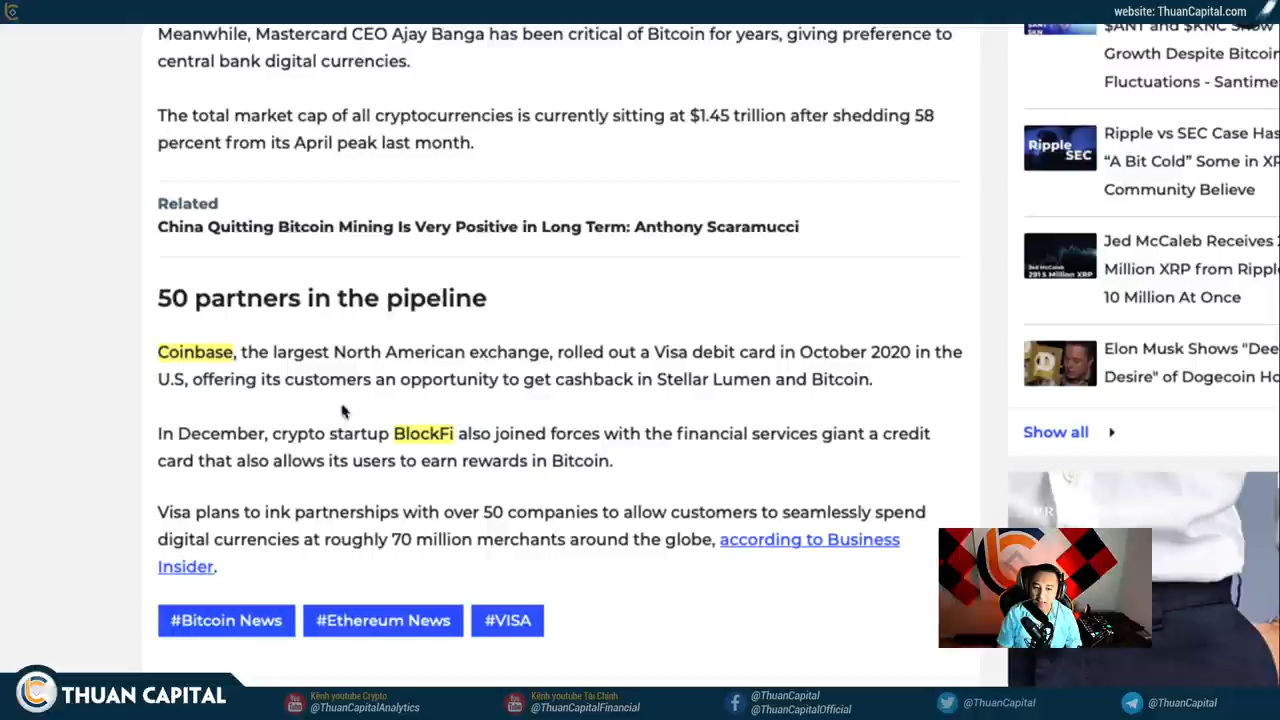 website: ThuanCapital.com
Meanwhile, Mastercard CEO Ajay Banga has been critical of Bitcoin for years, giving preference to
central bank digital currencies.
The total market cap of all cryptocurrencies is currently sitting at $1.45 trillion after shedding 58
percent from its April peak last month.
Related
China Quitting Bitcoin Mining Is Very Positive in Long Term: Anthony Scaramucci
50 partners in the pipeline
Coinbase, the largest North American exchange, rolled out a Visa debit card in October 2020 in the
U.S, offering its customers an opportunity to get cashback in Stellar Lumen and Bitcoin.
In December, crypto startup BlockFi also joined forces with the financial services giant a credit
card that also allows its users to earn rewards in Bitcoin.
Visa plans to ink partnerships with over 50 companies to allow customers to seamlessly spend
digital currencies at roughly 70 million merchants around the globe, according to Business
Insider.
#Bitcoin News
#Ethereum News
#VISA
$ANT and $KNC Show
Growth Despite Bitcoin
Fluctuations - Santime
Ripple vs SEC Case Has
"A Bit Cold" Some in XR
Community Believe
Ripple
SEC
Jed McCaleb Receives
Million XRP from Ripple
10 Million At Once
Jed McCaleb
Elon Musk Shows "Dee
Desire" of Dogecoin Ho
Show all
THUAN CAPITAL
Kênh youtube Crypto
@ThuanCapitalAnalytics
Kênh youtube Tài Chính
@ThuanCapitalFinancial
@ThuanCapital
@ThuanCapitalOfficial
@ThuanCapital
@ThuanCapital